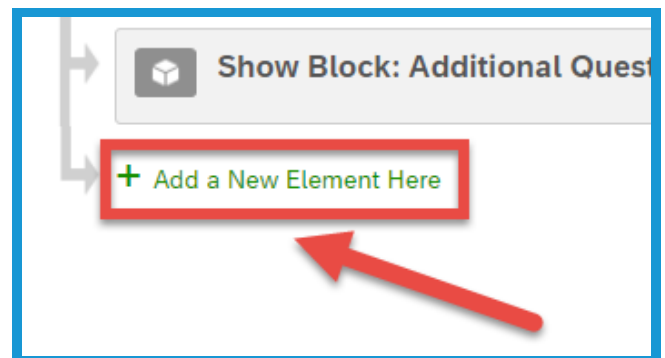 Show Block: Additional Quest
+ Add a New Element Here